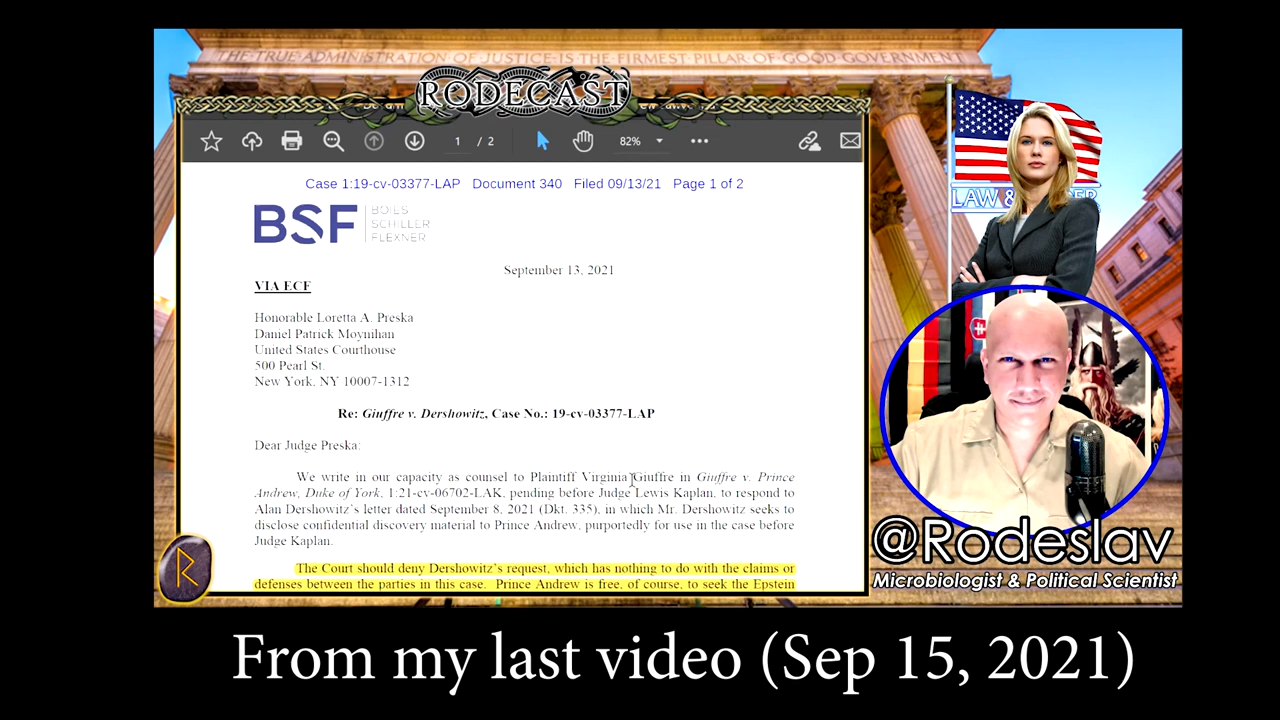 THE TRUE ADMINISTRATION OF JUSTICE IS THE FIRMEST PILLAR OF GOOD GOVERNMENT
RODECAST
1 / 2
82%
Case 1:19-cv-03377-LAP Document 340 Filed 09/13/21 Page 1 of 2
BSF
BOIES
SCHILLER
FLEXNER
September 13, 2021
VIA ECF
Honorable Loretta A. Preska
Daniel Patrick Moynihan
United States Courthouse
500 Pearl St.
New York, NY 10007-1312
Re: Giuffre v. Dershowitz, Case No.: 19-cv-03377-LAP
Dear Judge Preska:
We write in our capacity as counsel to Plaintiff Virginia Giuffre in Giuffre v. Prince
Andrew, Duke of York, 1:21-cv-06702-LAK, pending before Judge Lewis Kaplan, to respond to
Alan Dershowitz's letter dated September 8, 2021 (Dkt. 335), in which Mr. Dershowitz seeks to
disclose confidential discovery material to Prince Andrew, purportedly for use in the case before
Judge Kaplan.
The Court should deny Dershowitz's request, which has nothing to do with the claims or
defenses between the parties in this case. Prince Andrew is free, of course, to seek the Epstein
LAW &
@Rodeslav
Microbiologist & Political Scientist
From my last video (Sep 15, 2021)